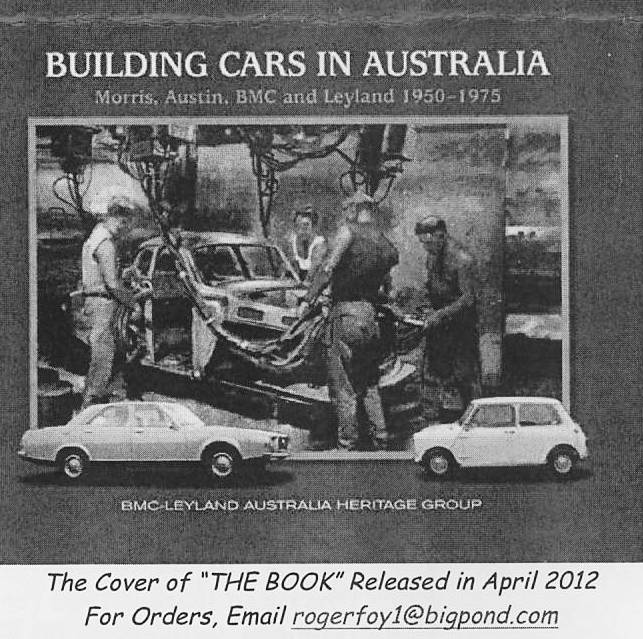 BUILDING CARS IN AUSTRALIA
Morris, Austin, BMC and Leyland 1950–1975
BMC-LEYLAND AUSTRALIA HERITAGE GROUP
The Cover of "THE BOOK" Released in April 2012
For Orders, Email rogerfoy1@bigpond.com